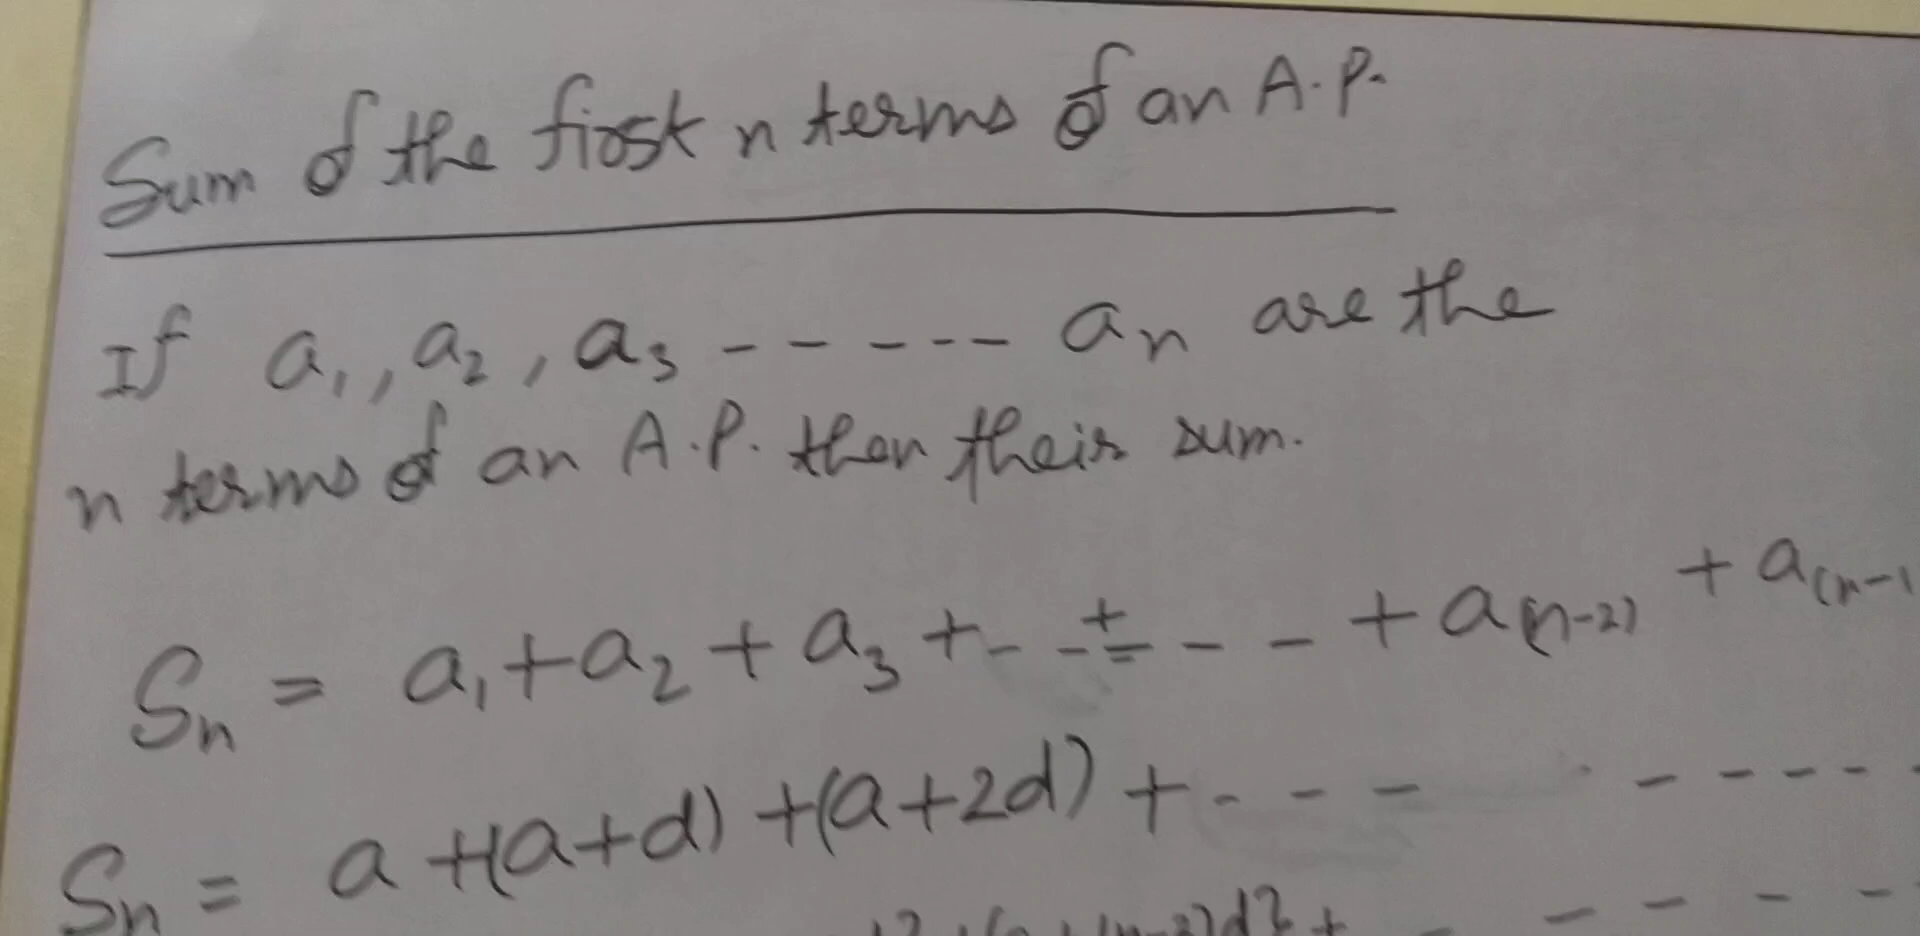 Sum of the first n terms of an A.P.
If a₁, a₂, a₃ ------ aₙ are the
n terms of an A.P. then their sum.
Sₙ = a₁+a₂+a₃+- - - - - +a₍ₙ₋₂₎ +a₍ₙ₋₁
Sₙ = a+(a+d)+(a+2d)+--- -----